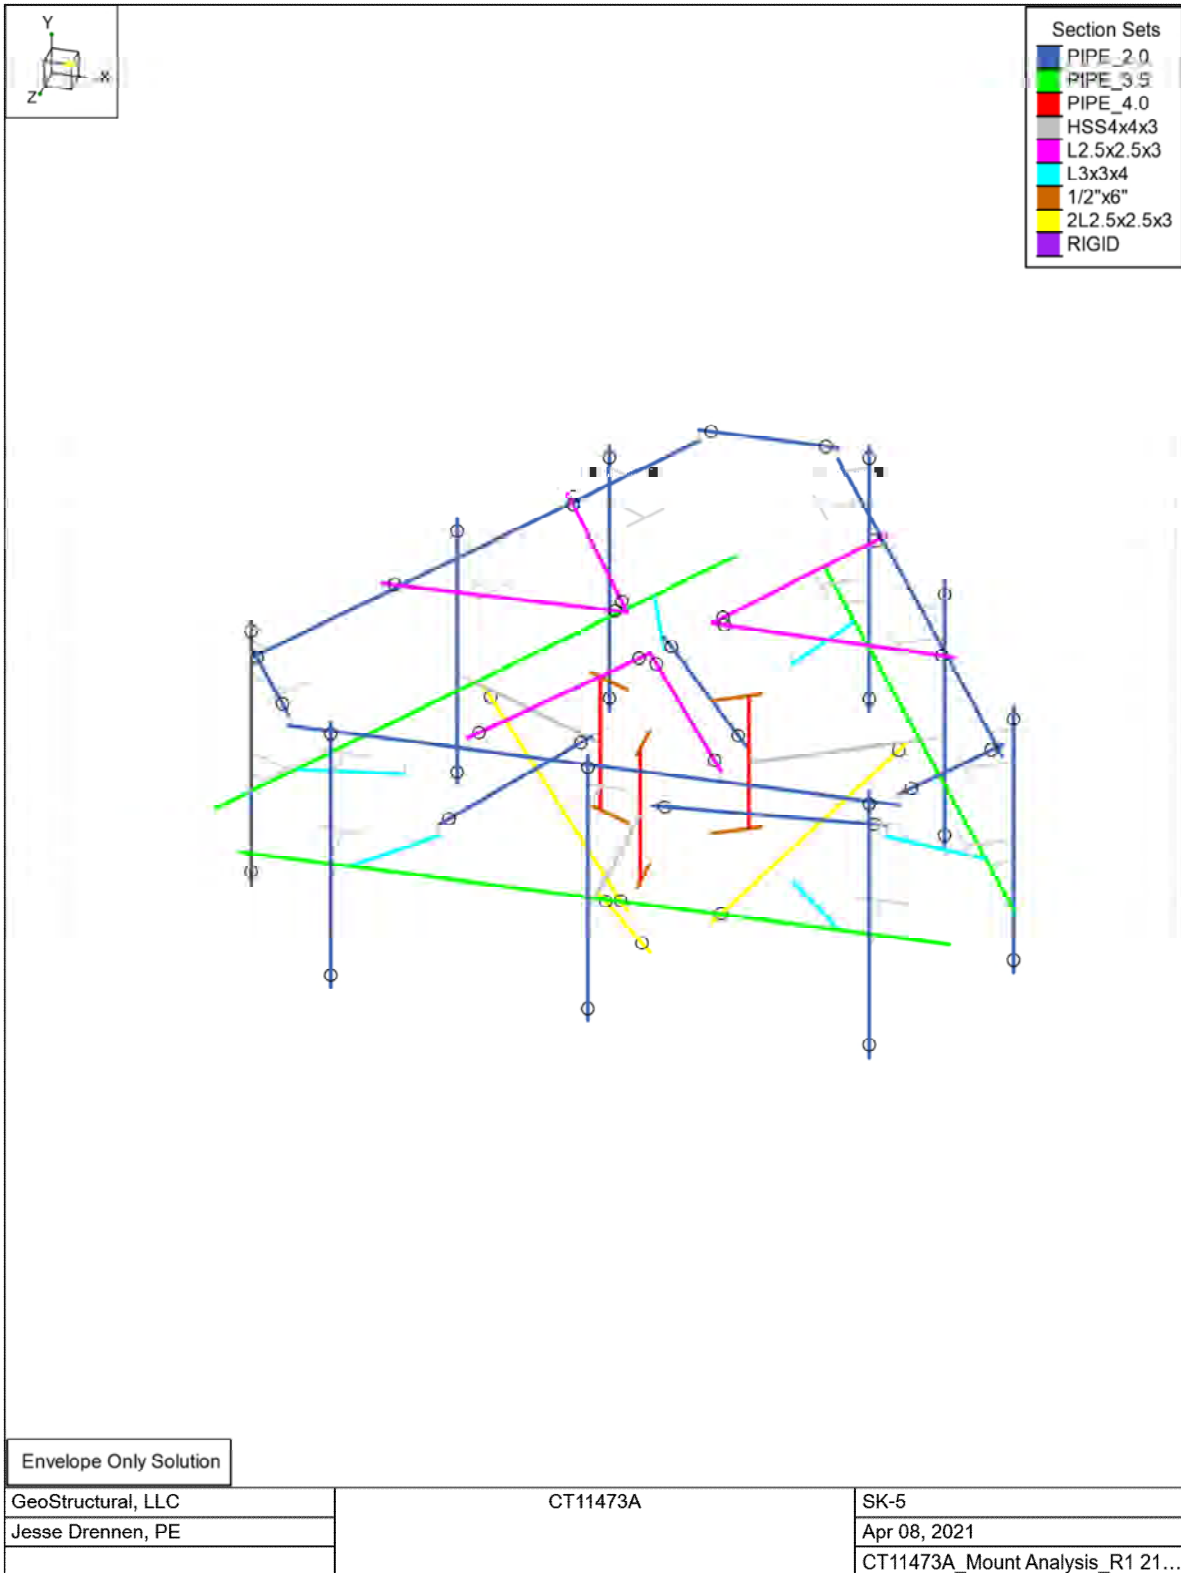 Y
X
Z
Section Sets
PIPE_2.0
PIPE_3.5
PIPE_4.0
HSS4x4x3
L2.5x2.5x3
L3x3x4
1/2"x6"
2L2.5x2.5x3
RIGID
Envelope Only Solution
GeoStructural, LLC
CT11473A
SK-5
Jesse Drennen, PE
Apr 08, 2021
CT11473A_Mount Analysis_R1 21...